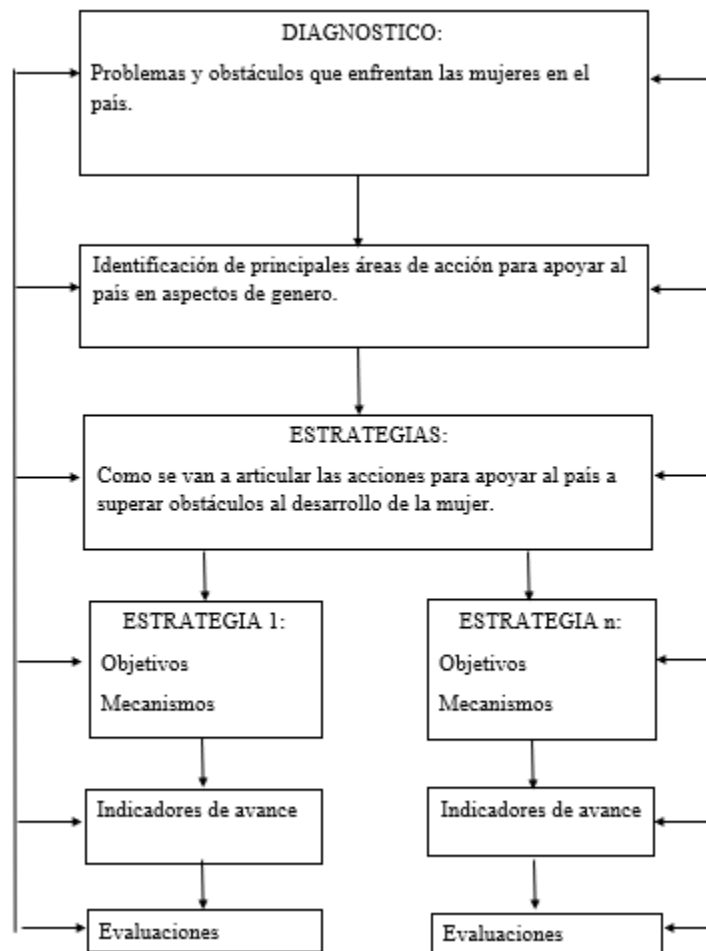 DIAGNOSTICO:
Problemas y obstáculos que enfrentan las mujeres en el
país.
Identificación de principales áreas de acción para apoyar al
país en aspectos de genero.
ESTRATEGIAS:
Como se van a articular las acciones para apoyar al país a
superar obstáculos al desarrollo de la mujer.
ESTRATEGIA 1:
Objetivos
Mecanismos
ESTRATEGIA n:
Objetivos
Mecanismos
Indicadores de avance
Indicadores de avance
Evaluaciones
Evaluaciones